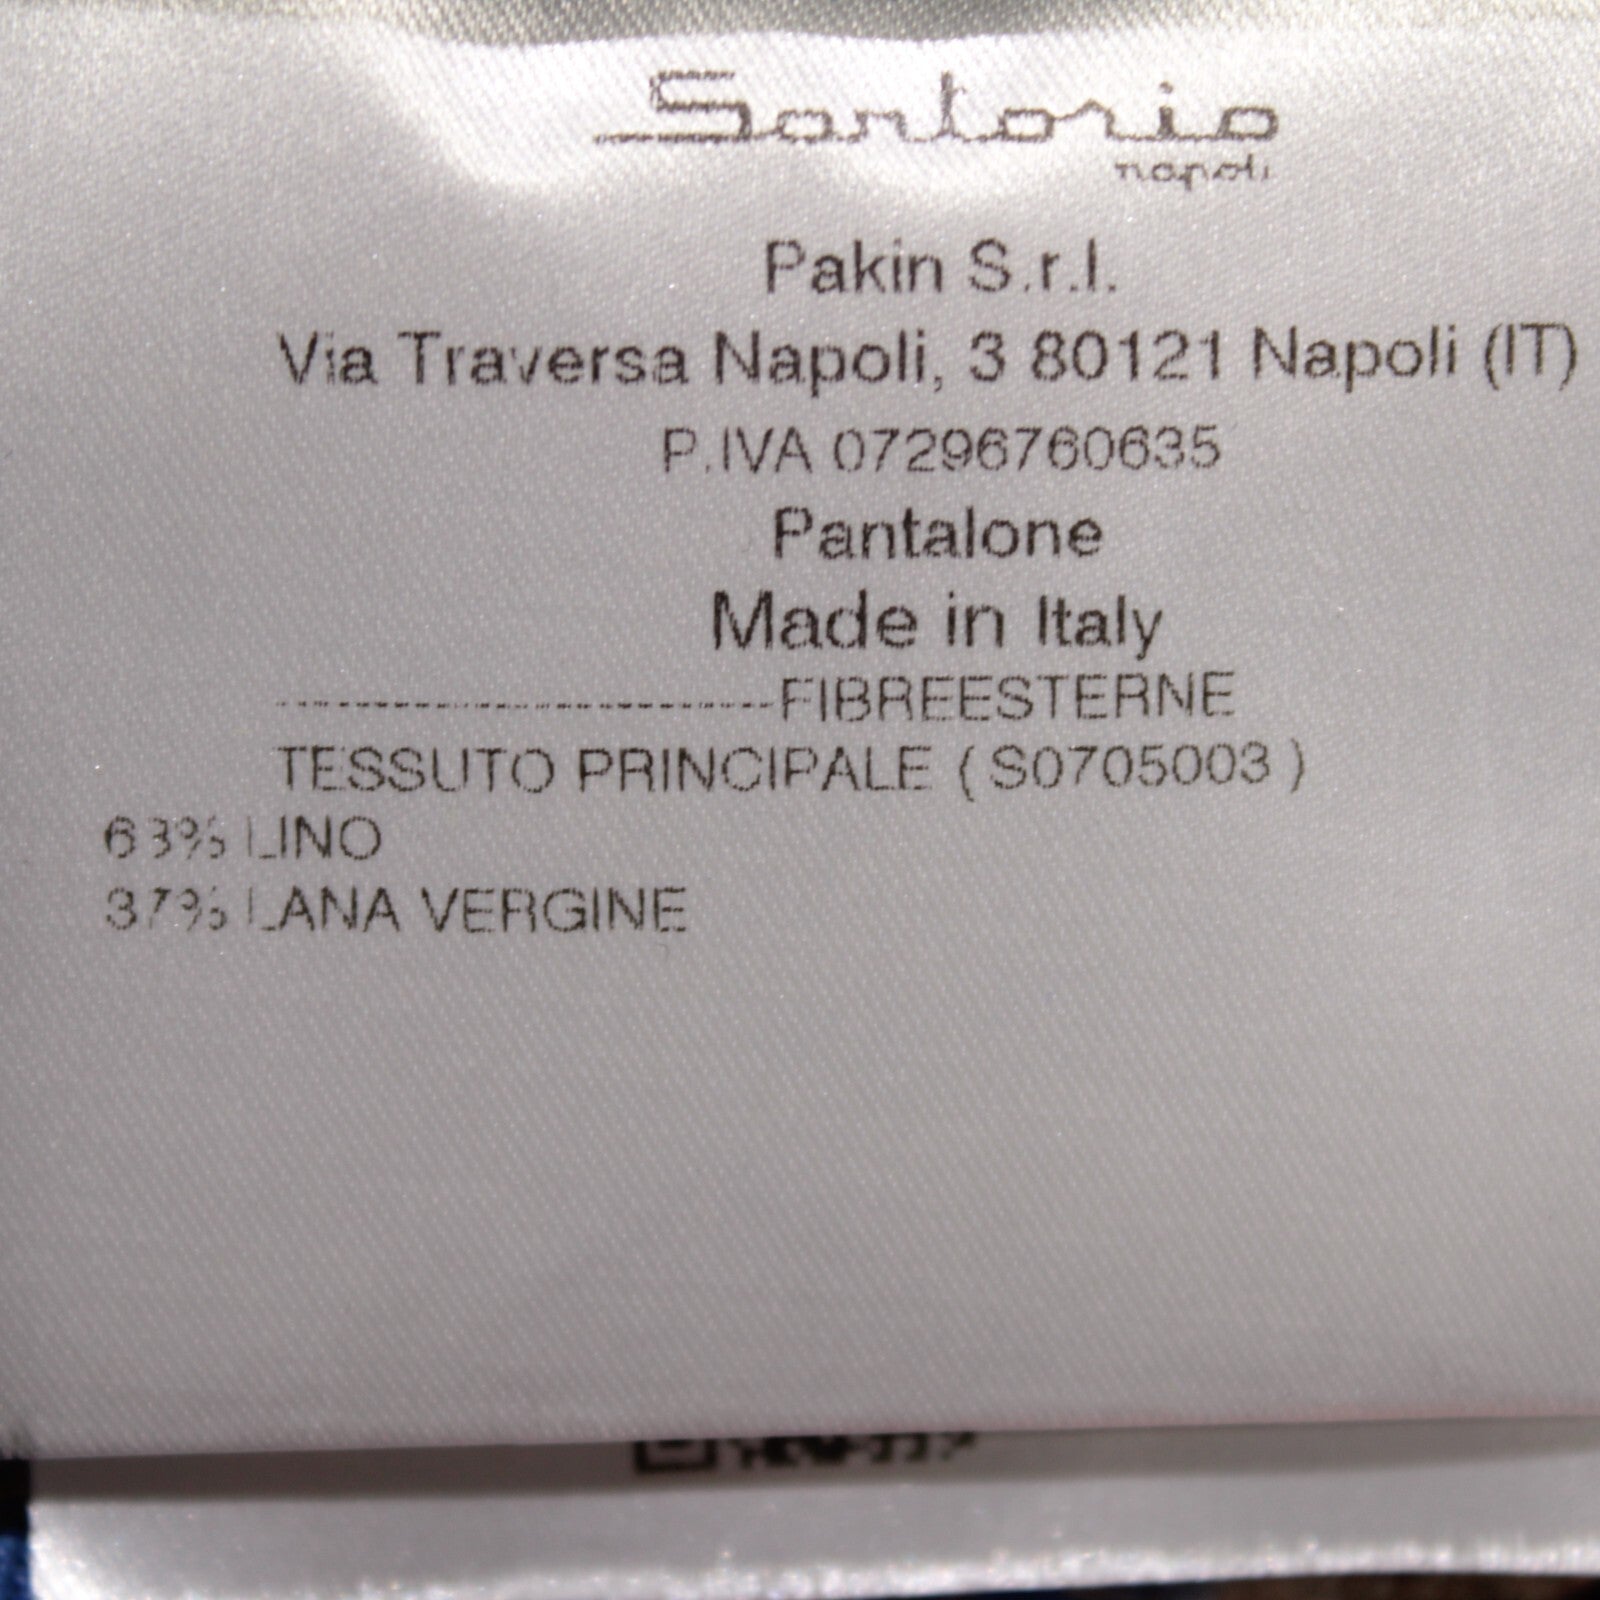 Sartorio
napoli
Pakin S.r.l.
Via Traversa Napoli, 3 80121 Napoli (IT)
P.IVA 07296760635
Pantalone
Made in Italy
------------------------FIBREESTERNE
TESSUTO PRINCIPALE ( S0705003 )
63% LINO
37% LANA VERGINE